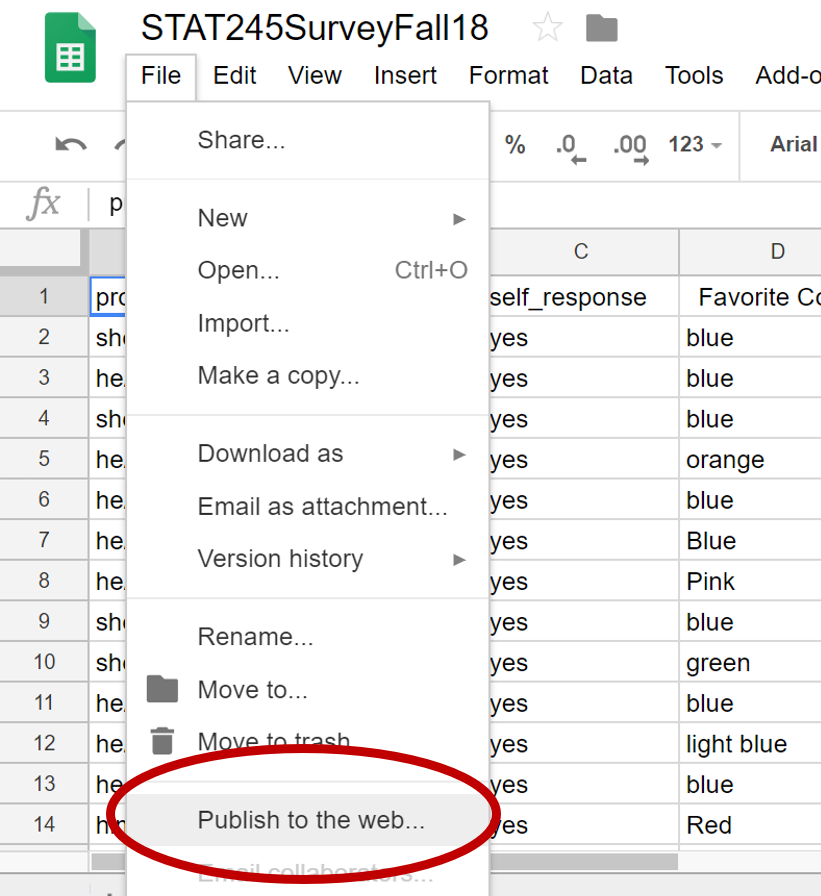 STAT245SurveyFall18
File Edit View Insert Format Data Tools Add-o
Share...
% .0 .00 123 Arial
New
fx p
Open... Ctrl+O
C D
Import...
1 pro self_response Favorite Co
2 she yes blue
Make a copy...
3 he yes blue
4 she yes blue
Download as
5 he yes orange
Email as attachment...
6 he yes blue
7 he yes Blue
Version history
8 he yes Pink
9 she yes blue
Rename...
10 she yes green
Move to...
11 he yes blue
Move to trash
12 he yes light blue
13 he yes blue
Publish to the web...
14 yes Red
Email collaborators...